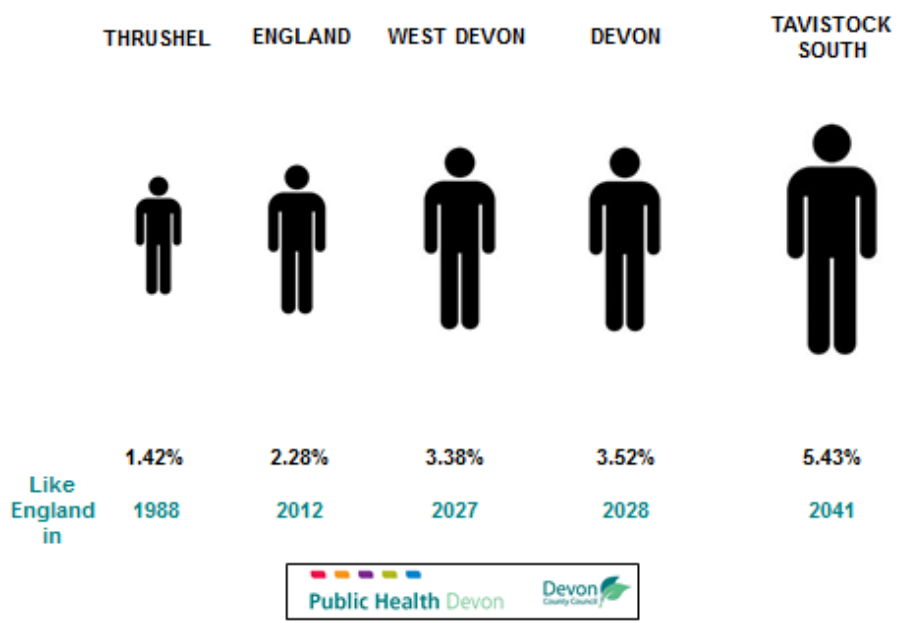 THRUSHEL ENGLAND WEST DEVON DEVON TAVISTOCK
SOUTH
1.42% 2.28% 3.38% 3.52% 5.43%
Like
England
in
1988 2012 2027 2028 2041
Public Health Devon
Devon
County Council